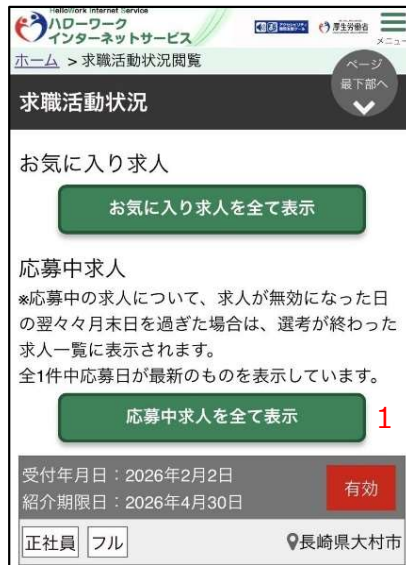 HelloWork Internet Service
ハローワーク
インターネットサービス
厚生労働省
メニュー
ホーム > 求職活動状況閲覧
ページ
最下部へ
求職活動状況
お気に入り求人
お気に入り求人を全て表示
応募中求人
※応募中の求人について、求人が無効になった日
の翌々月末日を過ぎた場合は、選考が終わった
求人一覧に表示されます。
全1件中応募日が最新のものを表示しています。
応募中求人を全て表示 1
受付年月日：2026年2月2日
紹介期限日：2026年4月30日
有効
正社員 フル 長崎県大村市